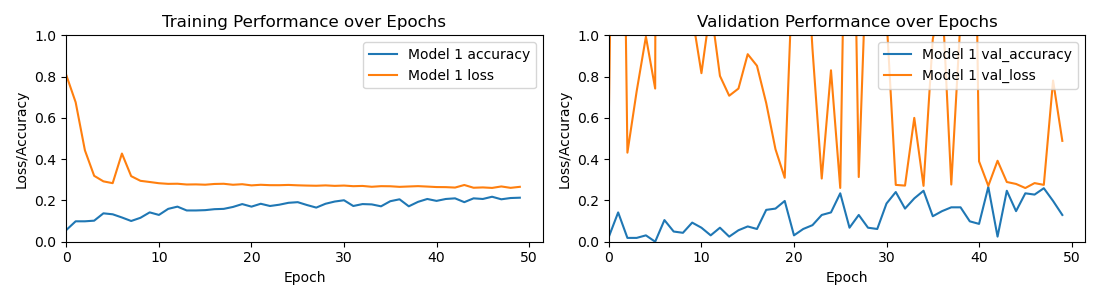 Training Performance over Epochs
Loss/Accuracy
1.0
0.8
0.6
0.4
0.2
0.0
Model 1 accuracy
Model 1 loss
0 10 20 30 40 50
Epoch
Validation Performance over Epochs
Loss/Accuracy
1.0
0.8
0.6
0.4
0.2
0.0
Model 1 val_accuracy
Model 1 val_loss
0 10 20 30 40 50
Epoch